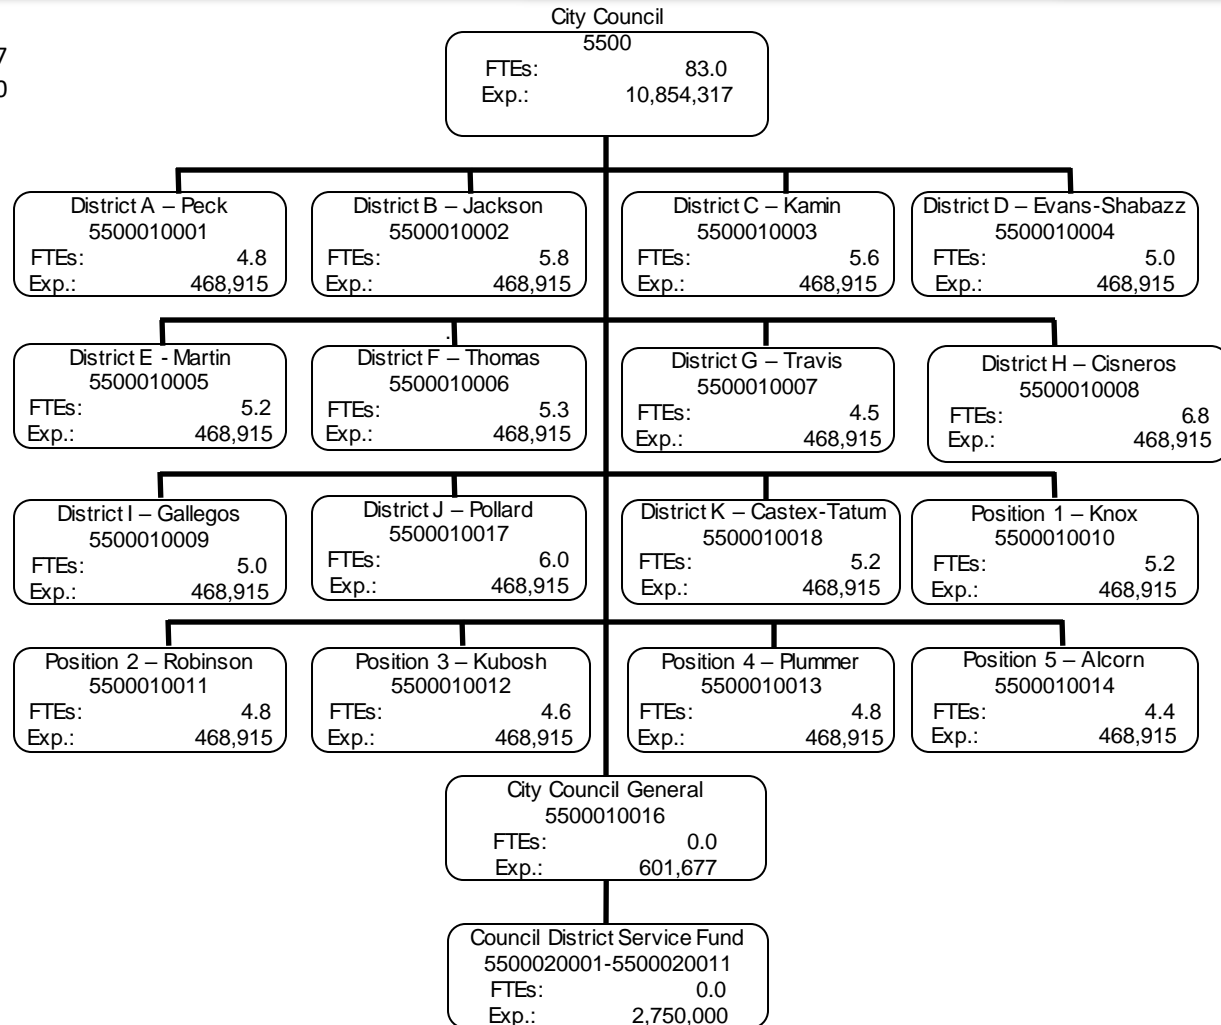 City Council
5500
7
FTEs: 83.0
0
Exp.: 10,854,317
District A – Peck
5500010001
FTEs: 4.8
Exp.: 468,915
District B – Jackson
5500010002
FTEs: 5.8
Exp.: 468,915
District C – Kamin
5500010003
FTEs: 5.6
Exp.: 468,915
District D – Evans-Shabazz
5500010004
FTEs: 5.0
Exp.: 468,915
District E - Martin
5500010005
FTEs: 5.2
Exp.: 468,915
District F – Thomas
5500010006
FTEs: 5.3
Exp.: 468,915
District G – Travis
5500010007
FTEs: 4.5
Exp.: 468,915
District H – Cisneros
5500010008
FTEs: 6.8
Exp.: 468,915
District I – Gallegos
5500010009
FTEs: 5.0
Exp.: 468,915
District J – Pollard
5500010017
FTEs: 6.0
Exp.: 468,915
District K – Castex-Tatum
5500010018
FTEs: 5.2
Exp.: 468,915
Position 1 – Knox
5500010010
FTEs: 5.2
Exp.: 468,915
Position 2 – Robinson
5500010011
FTEs: 4.8
Exp.: 468,915
Position 3 – Kubosh
5500010012
FTEs: 4.6
Exp.: 468,915
Position 4 – Plummer
5500010013
FTEs: 4.8
Exp.: 468,915
Position 5 – Alcorn
5500010014
FTEs: 4.4
Exp.: 468,915
City Council General
5500010016
FTEs: 0.0
Exp.: 601,677
Council District Service Fund
5500020001-5500020011
FTEs: 0.0
Exp.: 2,750,000